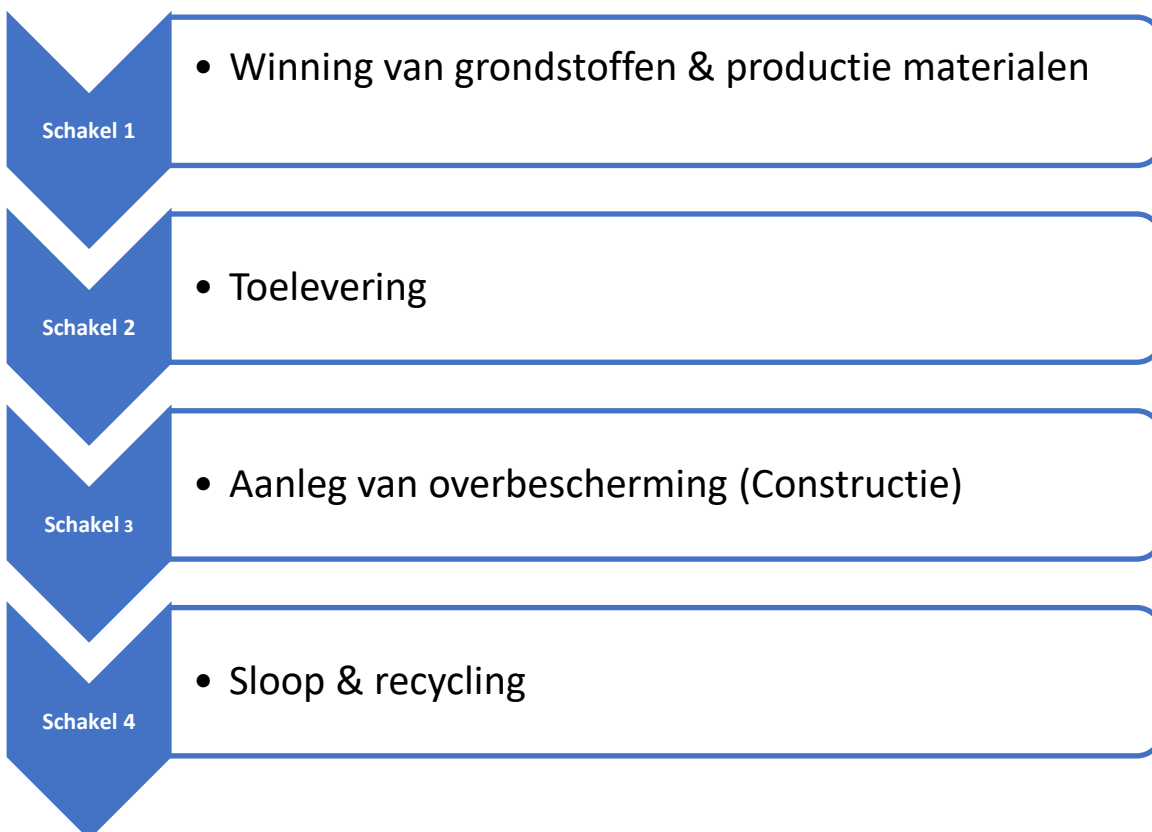 Schakel 1
• Winning van grondstoffen & productie materialen
Schakel 2
• Toelevering
Schakel 3
• Aanleg van overbescherming (Constructie)
Schakel 4
• Sloop & recycling